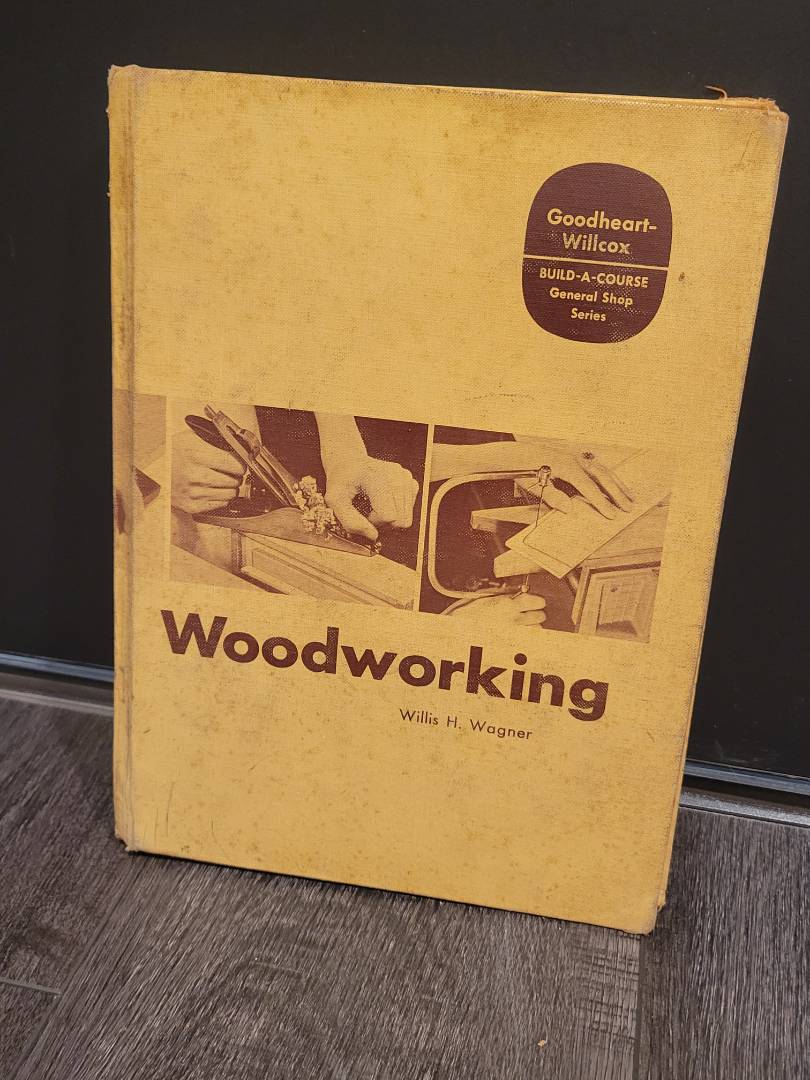 Goodheart-
Willcox
BUILD-A-COURSE
General Shop
Series
Woodworking
Willis H. Wagner